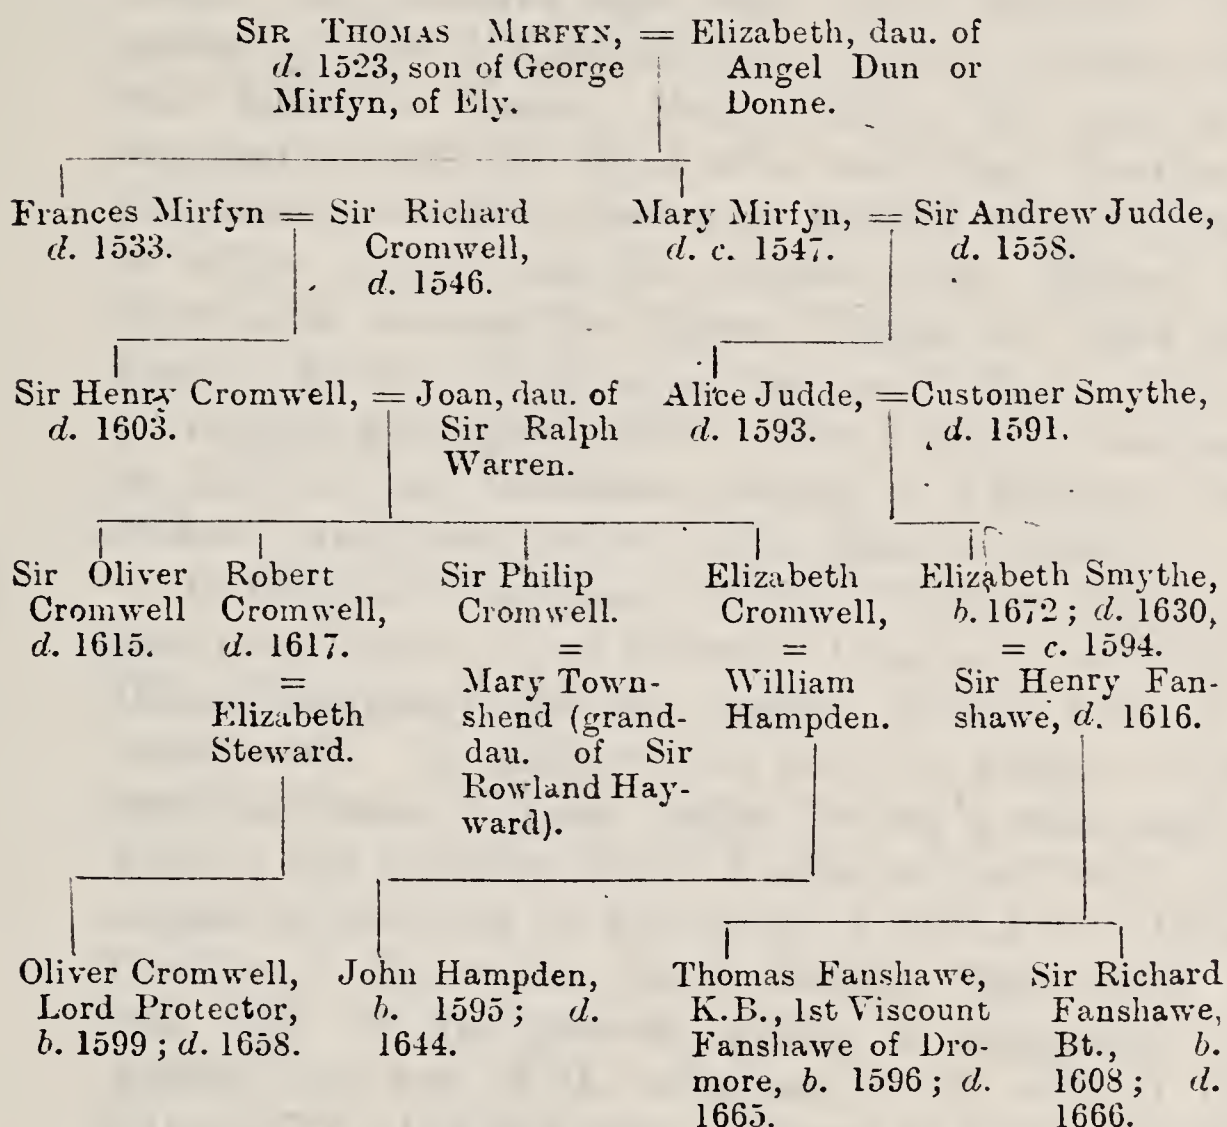 SIR THOMAS MIRFYN, = Elizabeth, dau. of
d. 1523, son of George Angel Dun or
Mirfyn, of Ely. Donne.
Frances Mirfyn = Sir Richard
d. 1533. Cromwell,
d. 1546.
Mary Mirfyn, = Sir Andrew Judde,
d. c. 1547. d. 1558.
Sir Henry Cromwell, = Joan, dau. of
d. 1603. Sir Ralph
Warren.
Alice Judde, =Customer Smythe,
d. 1593. d. 1591.
Sir Oliver
Cromwell
d. 1615.
Robert
Cromwell,
d. 1617.
=
Elizabeth
Steward.
Sir Philip
Cromwell.
=
Mary Town-
shend (grand-
dau. of Sir
Rowland Hay-
ward).
Elizabeth
Cromwell,
=
William
Hampden.
Elizabeth Smythe,
b. 1672; d. 1630,
= c. 1594.
Sir Henry Fan-
shawe, d. 1616.
Oliver Cromwell,
Lord Protector,
b. 1599; d. 1658.
John Hampden,
b. 1595; d.
1644.
Thomas Fanshawe,
K.B., 1st Viscount
Fanshawe of Dro-
more, b. 1596; d.
1665.
Sir Richard
Fanshawe,
Bt., b.
1608; d.
1666.